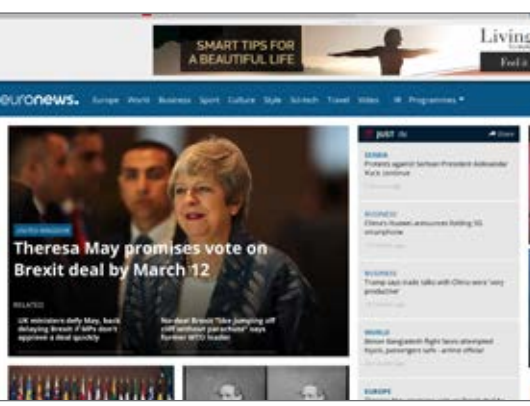 SMART TIPS FOR
A BEAUTIFUL LIFE
Living
Feel it
euronews.
Europe World Business Sport Culture Style Sci-tech Travel Video Programmes
JUST IN
Share
UNITED KINGDOM
Theresa May promises vote on
Brexit deal by March 12
RELATED
UK ministers defy May, back
delaying Brexit if MPs don't
approve a deal quickly
No-deal Brexit "like jumping off
cliff without parachute" says
former WTO leader
SERBIA
Protests against Serbian President Aleksandar
Vucic continue
BUSINESS
China's Huawei announces folding 5G
smartphone
BUSINESS
Trump says trade talks with China were 'very
productive'
WORLD
Biman Bangladesh flight faces attempted
hijack, passengers safe - airline official
EUROPE